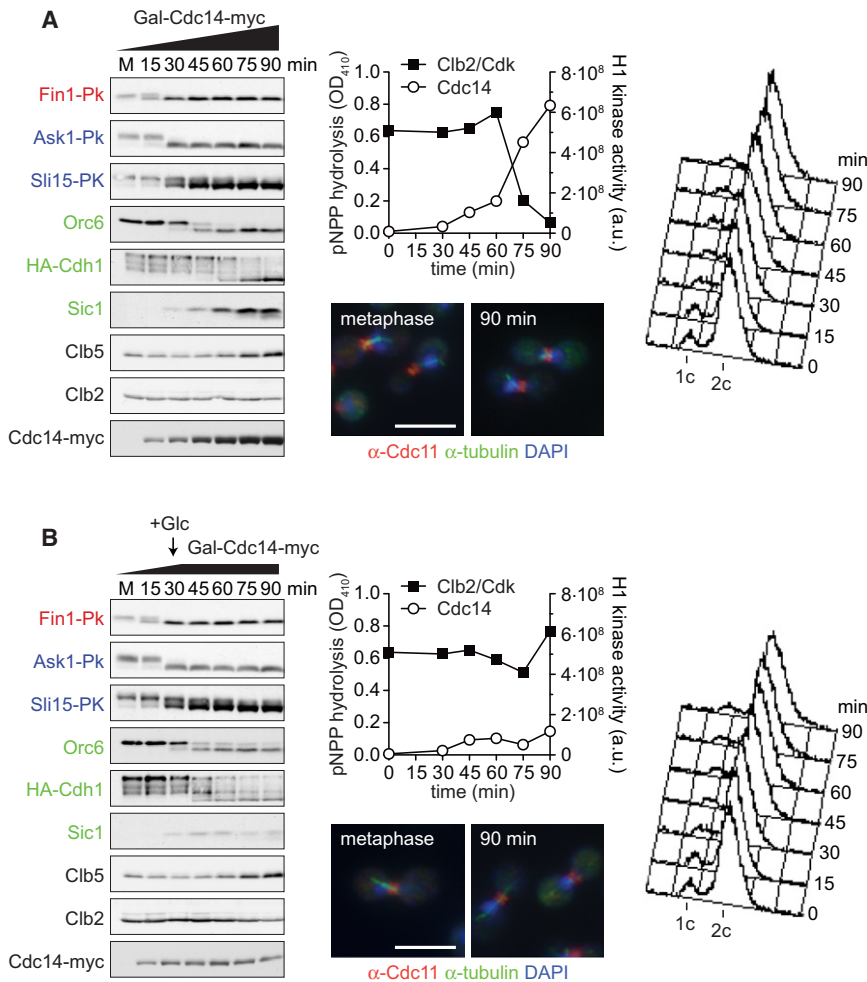 A
Gal-Cdc14-myc
M 15 30 45 60 75 90 min
Fin1-Pk
Ask1-Pk
Sli15-PK
Orc6
HA-Cdh1
Sic1
Clb5
Clb2
Cdc14-myc
Clb2/Cdk
Cdc14
pNPP hydrolysis (OD410)
1.0
0.8
0.6
0.4
0.2
0.0
0 15 30 45 60 75 90
time (min)
8·10⁸
6·10⁸
4·10⁸
2·10⁸
0
H1 kinase activity (a.u.)
metaphase
90 min
α-Cdc11 α-tubulin DAPI
min
90
75
60
45
30
15
0
1c 2c
B
+Glc
Gal-Cdc14-myc
M 15 30 45 60 75 90 min
Fin1-Pk
Ask1-Pk
Sli15-PK
Orc6
HA-Cdh1
Sic1
Clb5
Clb2
Cdc14-myc
Clb2/Cdk
Cdc14
pNPP hydrolysis (OD410)
1.0
0.8
0.6
0.4
0.2
0.0
0 15 30 45 60 75 90
time (min)
8·10⁸
6·10⁸
4·10⁸
2·10⁸
0
H1 kinase activity (a.u.)
metaphase
90 min
α-Cdc11 α-tubulin DAPI
min
90
75
60
45
30
15
0
1c 2c